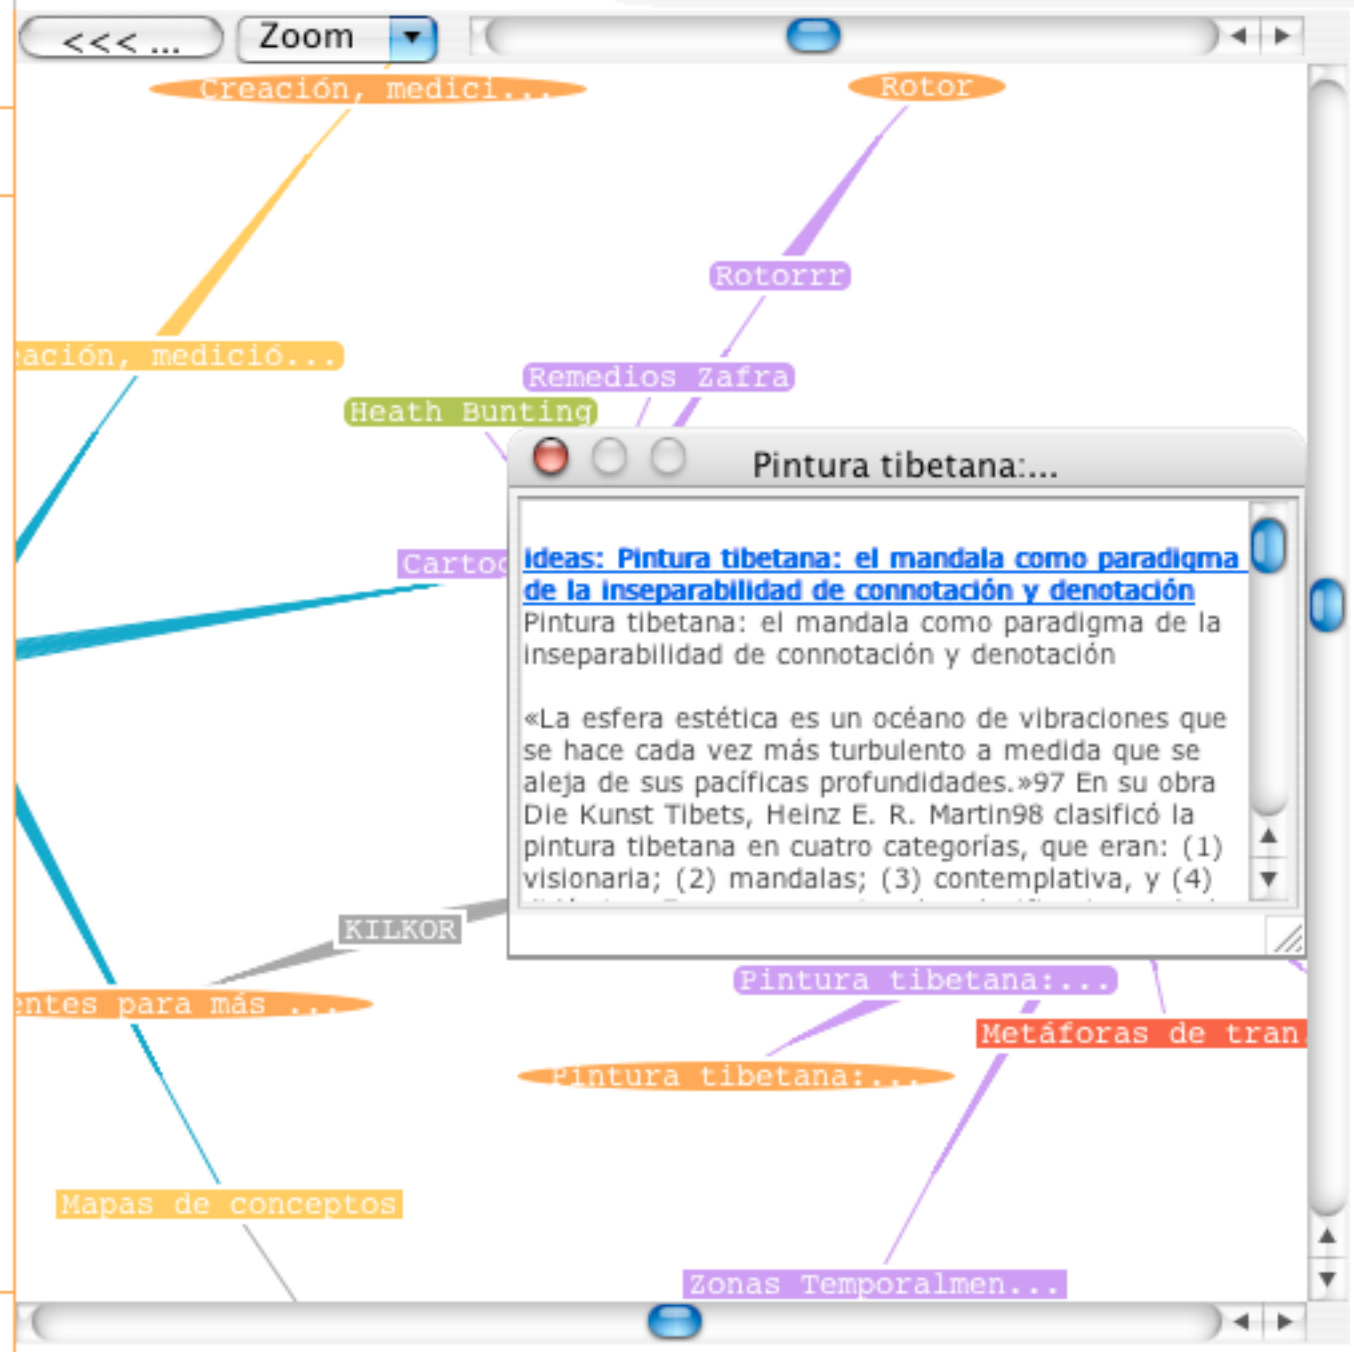 <<< ...
Zoom
Creación, medici...
Rotor
Rotorrr
ación, medició...
Remedios Zafra
Heath Bunting
Pintura tibetana:...
Cartog
ideas: Pintura tibetana: el mandala como paradigma
de la inseparabilidad de connotación y denotación
Pintura tibetana: el mandala como paradigma de la
inseparabilidad de connotación y denotación
«La esfera estética es un océano de vibraciones que
se hace cada vez más turbulento a medida que se
aleja de sus pacíficas profundidades.»97 En su obra
Die Kunst Tibets, Heinz E. R. Martin98 clasificó la
pintura tibetana en cuatro categorías, que eran: (1)
visionaria; (2) mandalas; (3) contemplativa, y (4)
KILKOR
Pintura tibetana:...
entes para más ...
Metáforas de tran.
Pintura tibetana:...
Mapas de conceptos
Zonas Temporalmen...